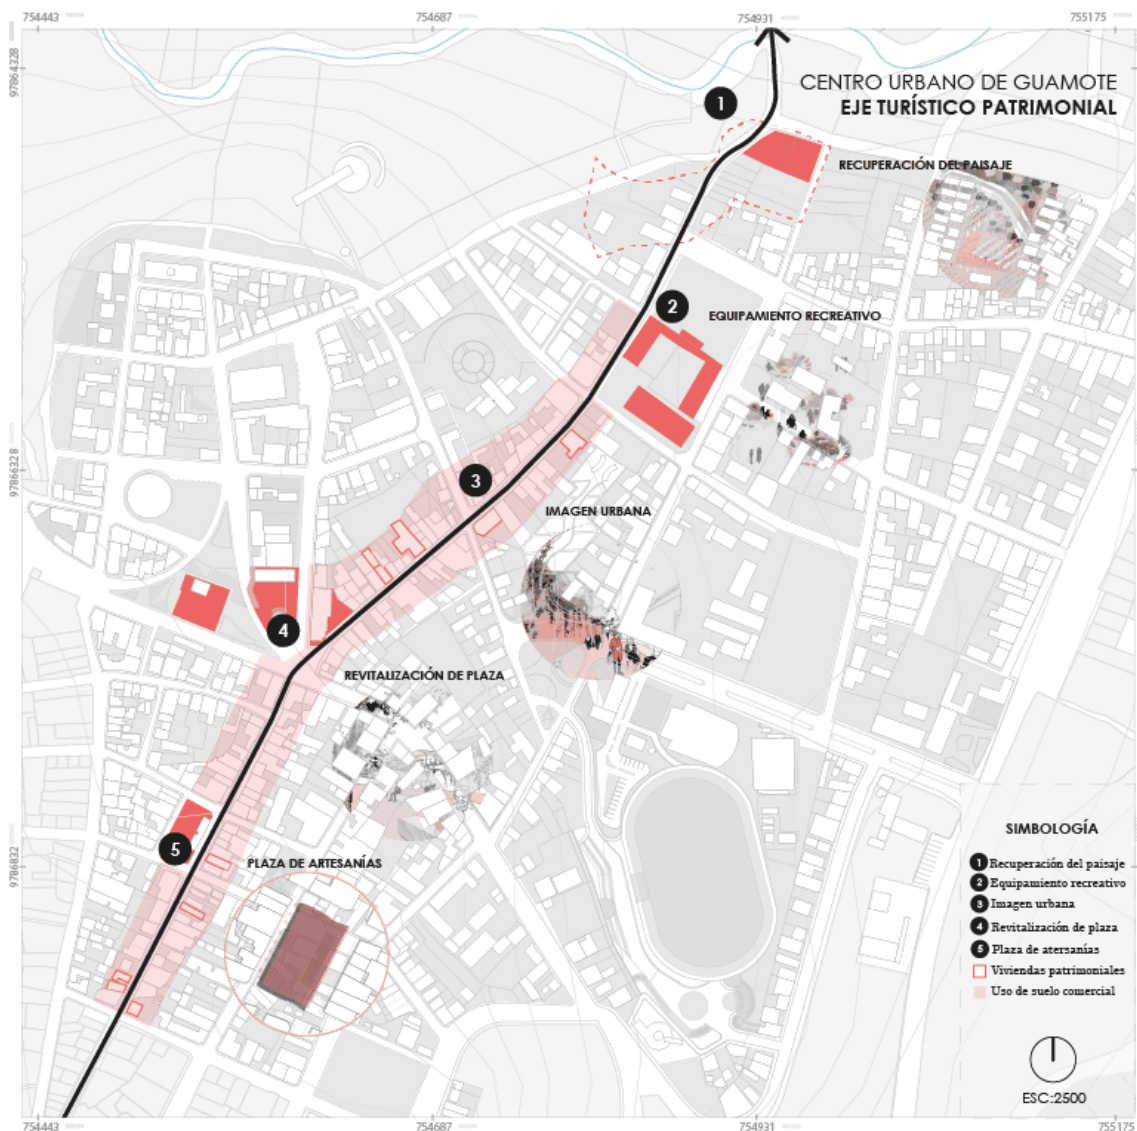 754443
754687
754931
755175
97864328
CENTRO URBANO DE GUAMOTE
EJE TURÍSTICO PATRIMONIAL
1
RECUPERACIÓN DEL PAISAJE
2
EQUIPAMIENTO RECREATIVO
97866328
3
IMAGEN URBANA
4
REVITALIZACIÓN DE PLAZA
9786832
5
PLAZA DE ARTESANÍAS
SIMBOLOGÍA
1 Recuperación del paisaje
2 Equipamiento recreativo
3 Imagen urbana
4 Revitalización de plaza
5 Plaza de atersanías
Viviendas patrimoniales
Uso de suelo comercial
ESC:2500
754443
754687
754931
755175